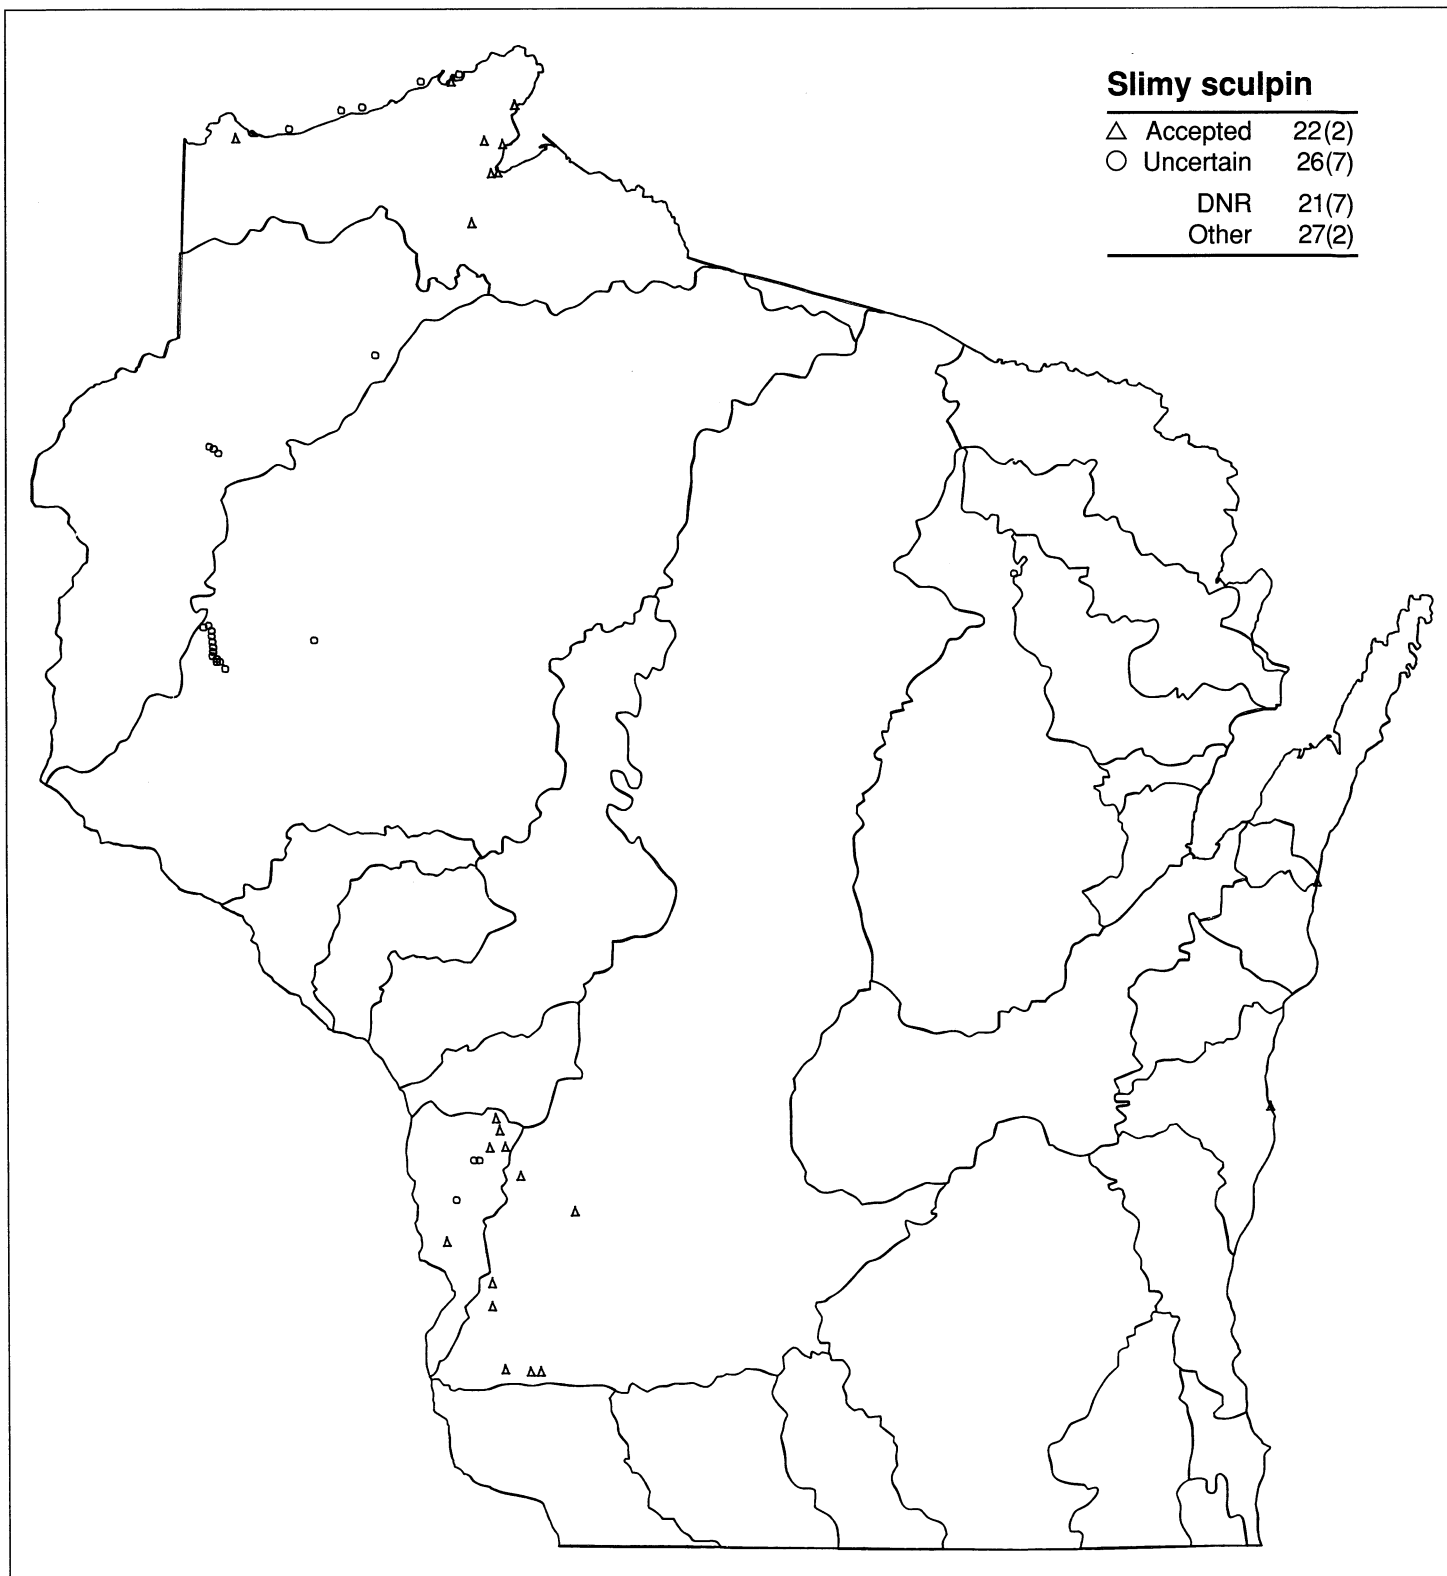 Slimy sculpin
△ Accepted 22(2)
○ Uncertain 26(7)
DNR 21(7)
Other 27(2)